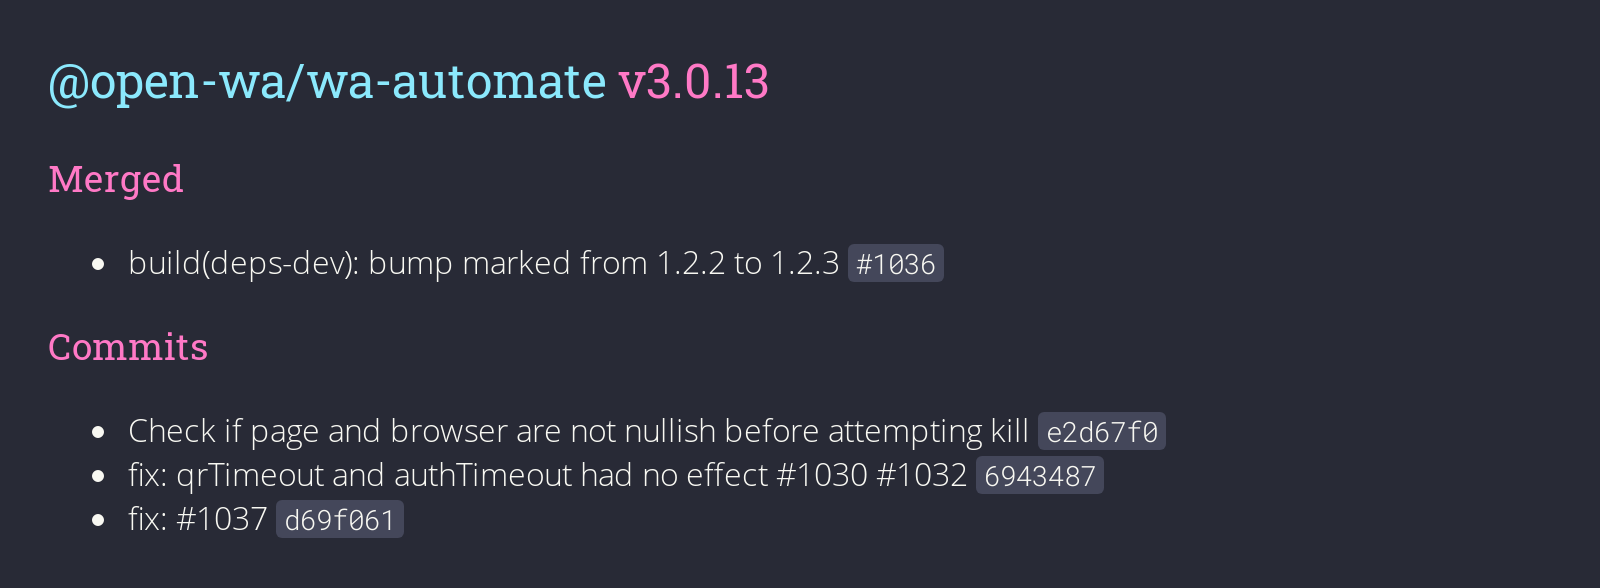 @open-wa/wa-automate v3.0.13
Merged
build(deps-dev): bump marked from 1.2.2 to 1.2.3 #1036
Commits
Check if page and browser are not nullish before attempting kill e2d67f0
fix: qrTimeout and authTimeout had no effect #1030 #1032 6943487
fix: #1037 d69f061